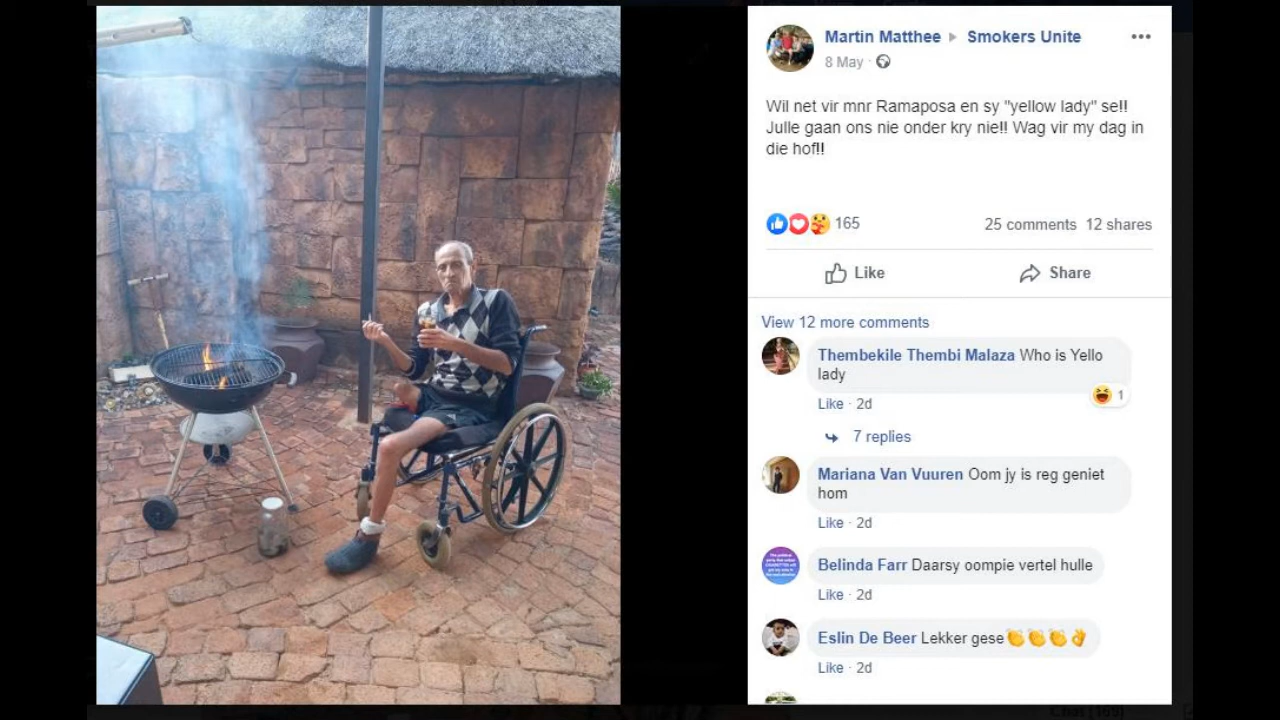 Martin Matthee ▸ Smokers Unite
8 May ·
Wil net vir mnr Ramaposa en sy "yellow lady" se!!
Julle gaan ons nie onder kry nie!! Wag vir my dag in
die hof!!
165
25 comments 12 shares
Like
Share
View 12 more comments
Thembekile Thembi Malaza Who is Yello
lady
1
Like · 2d
7 replies
Mariana Van Vuuren Oom jy is reg geniet
hom
Like · 2d
Belinda Farr Daarsy oompie vertel hulle
Like · 2d
Eslin De Beer Lekker gese👏👏👏👌
Like · 2d